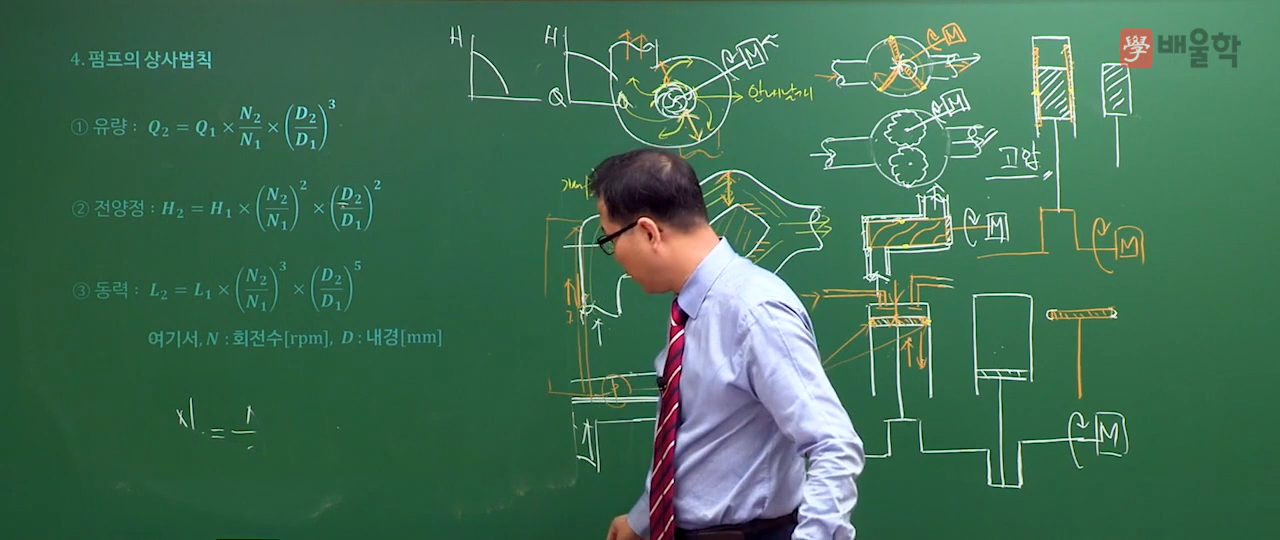 4. 펌프의 상사법칙
① 유량 : Q₂ = Q₁ × N₂/N₁ × (D₂/D₁)³
② 전양정 : H₂ = H₁ × (N₂/N₁)² × (D₂/D₁)²
③ 동력 : L₂ = L₁ × (N₂/N₁)³ × (D₂/D₁)⁵
여기서, N : 회전수[rpm], D : 내경[mm]
H
Q
H
Q
M
안내날개
M
M
고압
M
M
M
P
學 배울학